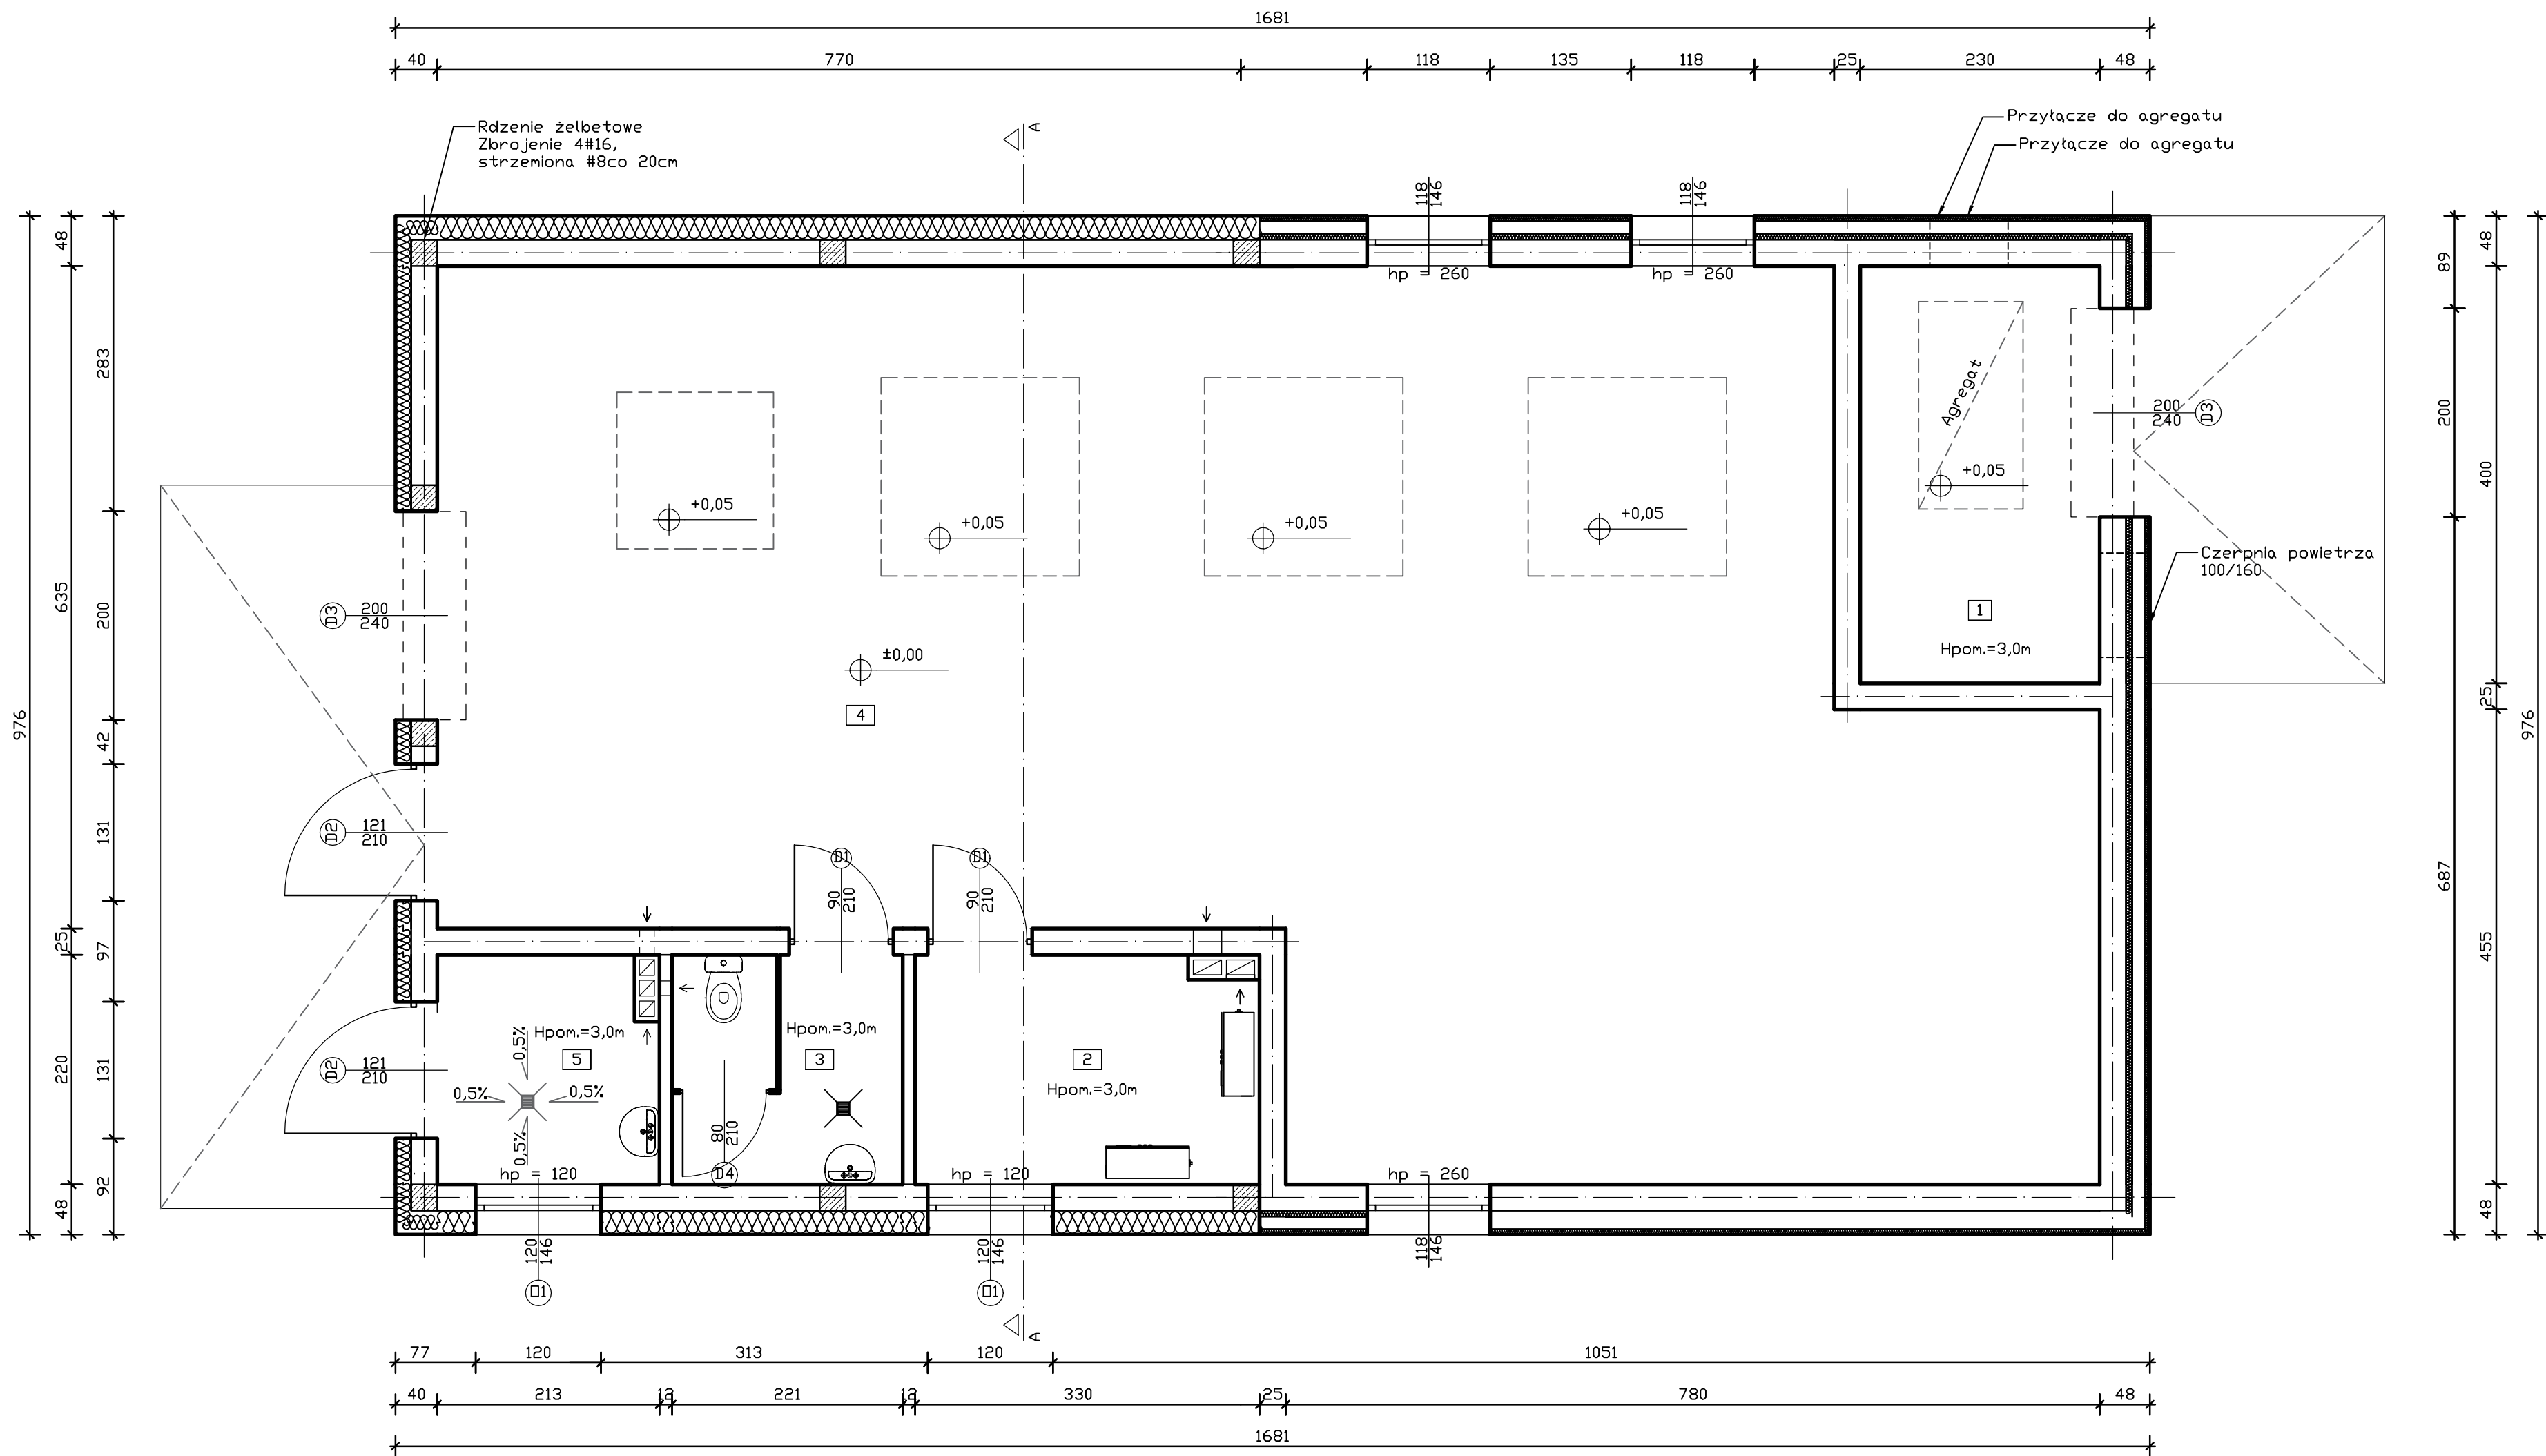 1681
40 770 118 135 118 25 230 48
Rdzenie żelbetowe
Zbrojenie 4#16,
strzemiona #8co 20cm
A
Przyłącze do agregatu
Przyłącze do agregatu
118
146
118
146
hp = 260
hp = 260
48
283
635
200
976
42
131
25
97
220
131
92
48
48
89
200
400
25
976
687
455
48
Agregat
+0,05
+0,05
+0,05
+0,05
+0,05
200
240
D3
Czerpnia powietrza
100/160
1
Hpom.=3,0m
D3
200
240
±0,00
4
D2
121
210
D1
90
210
D1
90
210
D2
121
210
Hpom.=3,0m
5
0,5%
0,5%
0,5%
0,5%
Hpom.=3,0m
3
2
Hpom.=3,0m
80
210
D4
hp = 120
hp = 120
hp = 260
120
146
O1
120
146
O1
118
146
A
77 120 313 120 1051
40 213 12 221 12 330 25 780 48
1681